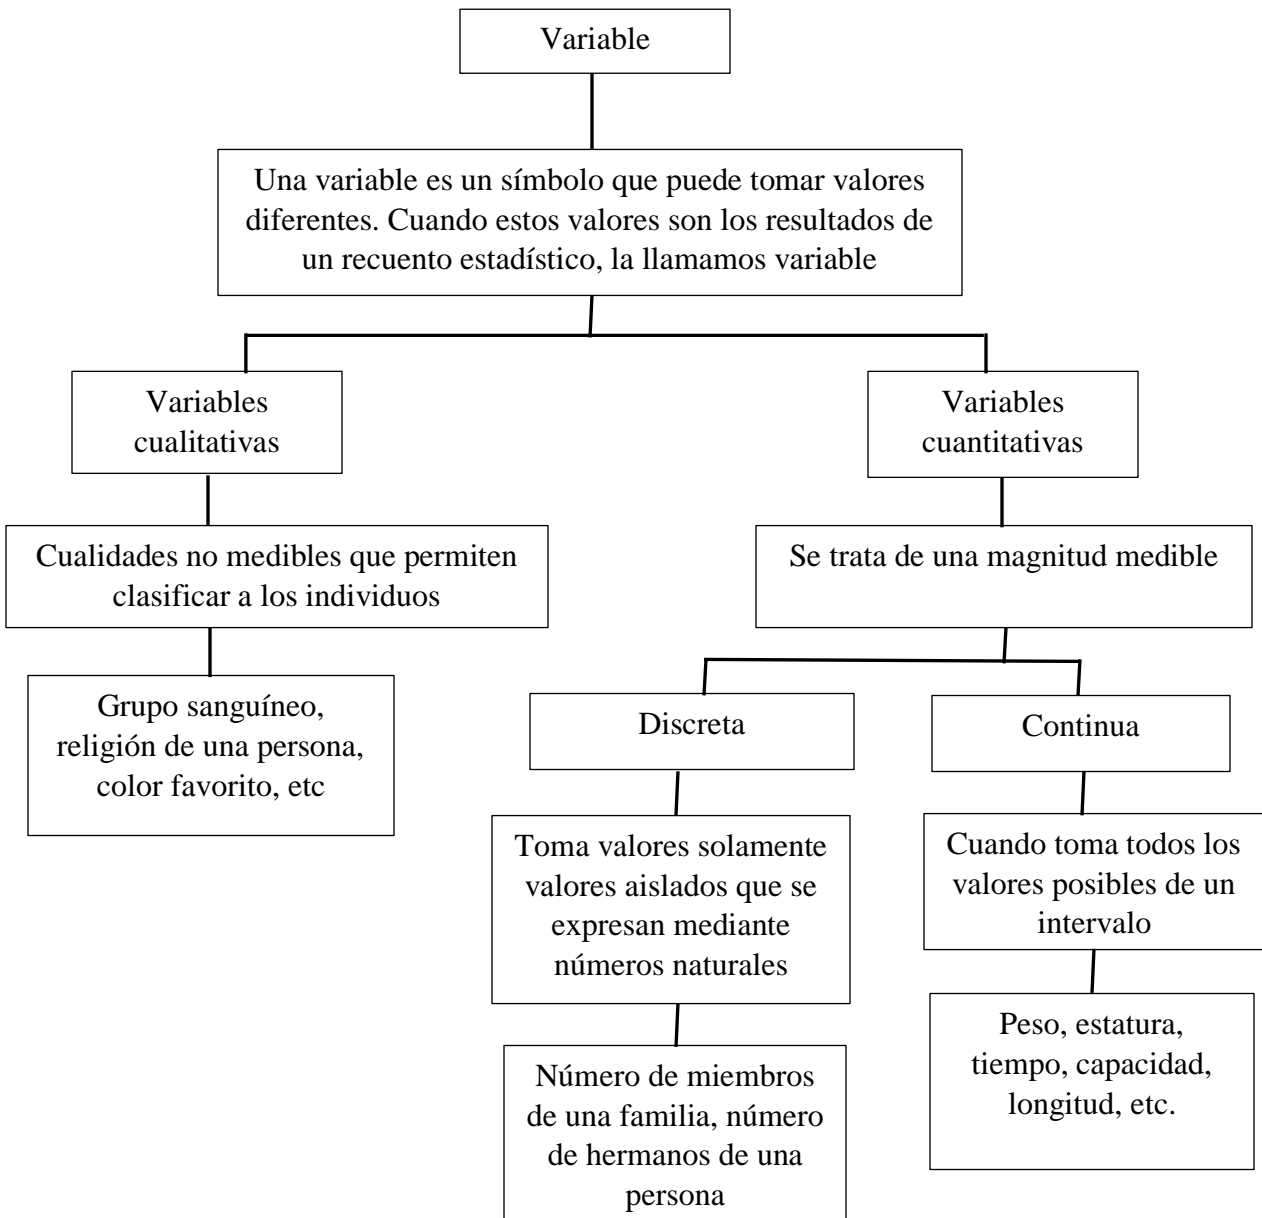 Variable
Una variable es un símbolo que puede tomar valores
diferentes. Cuando estos valores son los resultados de
un recuento estadístico, la llamamos variable
Variables
cualitativas
Variables
cuantitativas
Cualidades no medibles que permiten
clasificar a los individuos
Se trata de una magnitud medible
Grupo sanguíneo,
religión de una persona,
color favorito, etc
Discreta
Continua
Toma valores solamente
valores aislados que se
expresan mediante
números naturales
Cuando toma todos los
valores posibles de un
intervalo
Número de miembros
de una familia, número
de hermanos de una
persona
Peso, estatura,
tiempo, capacidad,
longitud, etc.